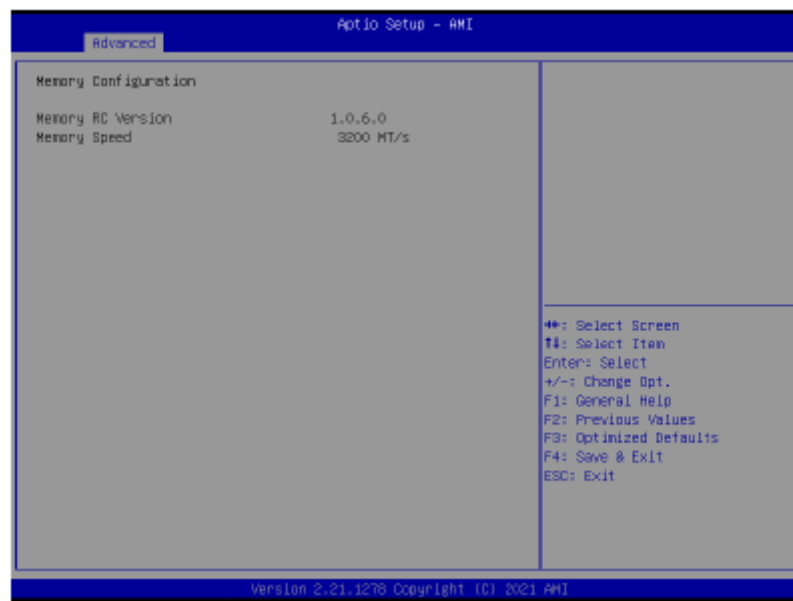 Aptio Setup - AMI
Advanced
Memory Configuration
Memory RC Version 1.0.6.0
Memory Speed 3200 MT/s
→←: Select Screen
↑↓: Select Item
Enter: Select
+/-: Change Opt.
F1: General Help
F2: Previous Values
F3: Optimized Defaults
F4: Save & Exit
ESC: Exit
Version 2.21.1278 Copyright (C) 2021 AMI